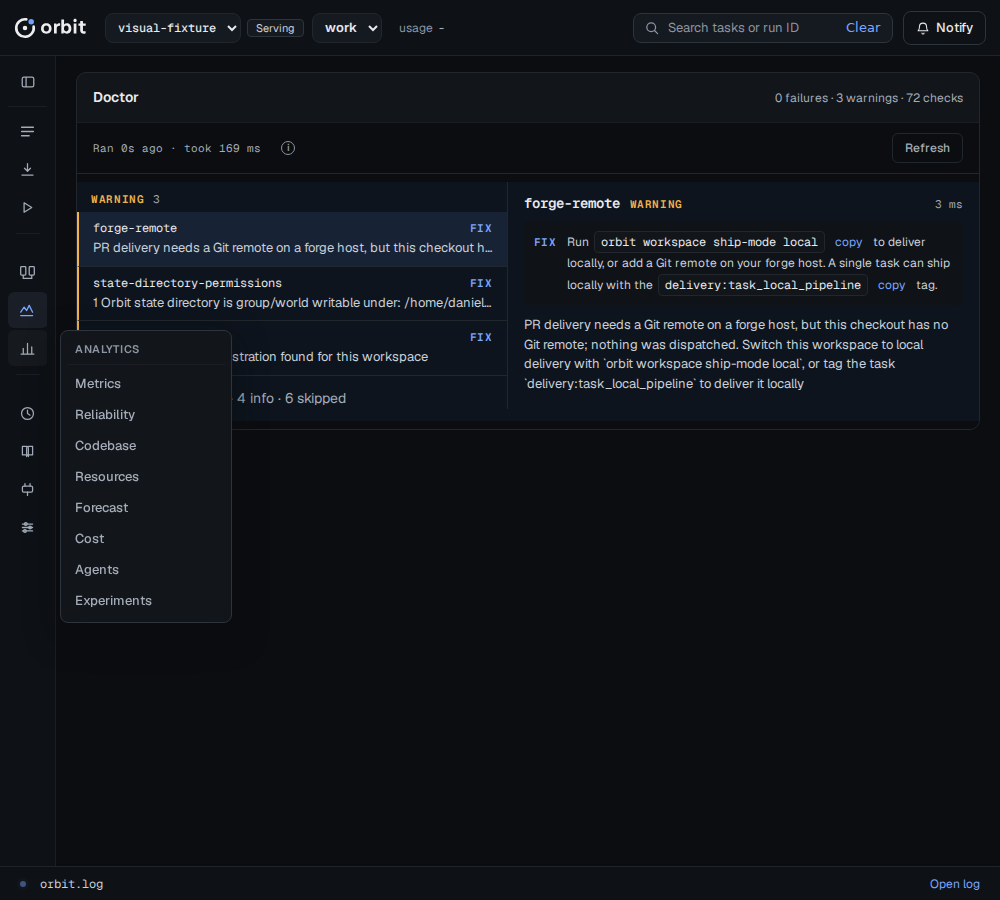 orbit
visual-fixture
Serving
work
usage -
Search tasks or run ID
Clear
Notify
Doctor
0 failures · 3 warnings · 72 checks
Ran 0s ago · took 169 ms
Refresh
WARNING 3
forge-remote
FIX
PR delivery needs a Git remote on a forge host, but this checkout h…
state-directory-permissions
FIX
1 Orbit state directory is group/world writable under: /home/daniel…
FIX
stration found for this workspace
· 4 info · 6 skipped
forge-remote WARNING
3 ms
FIX Run orbit workspace ship-mode local copy to deliver
locally, or add a Git remote on your forge host. A single task can ship
locally with the delivery:task_local_pipeline copy tag.
PR delivery needs a Git remote on a forge host, but this checkout has no
Git remote; nothing was dispatched. Switch this workspace to local
delivery with `orbit workspace ship-mode local`, or tag the task
`delivery:task_local_pipeline` to deliver it locally
ANALYTICS
Metrics
Reliability
Codebase
Resources
Forecast
Cost
Agents
Experiments
orbit.log
Open log